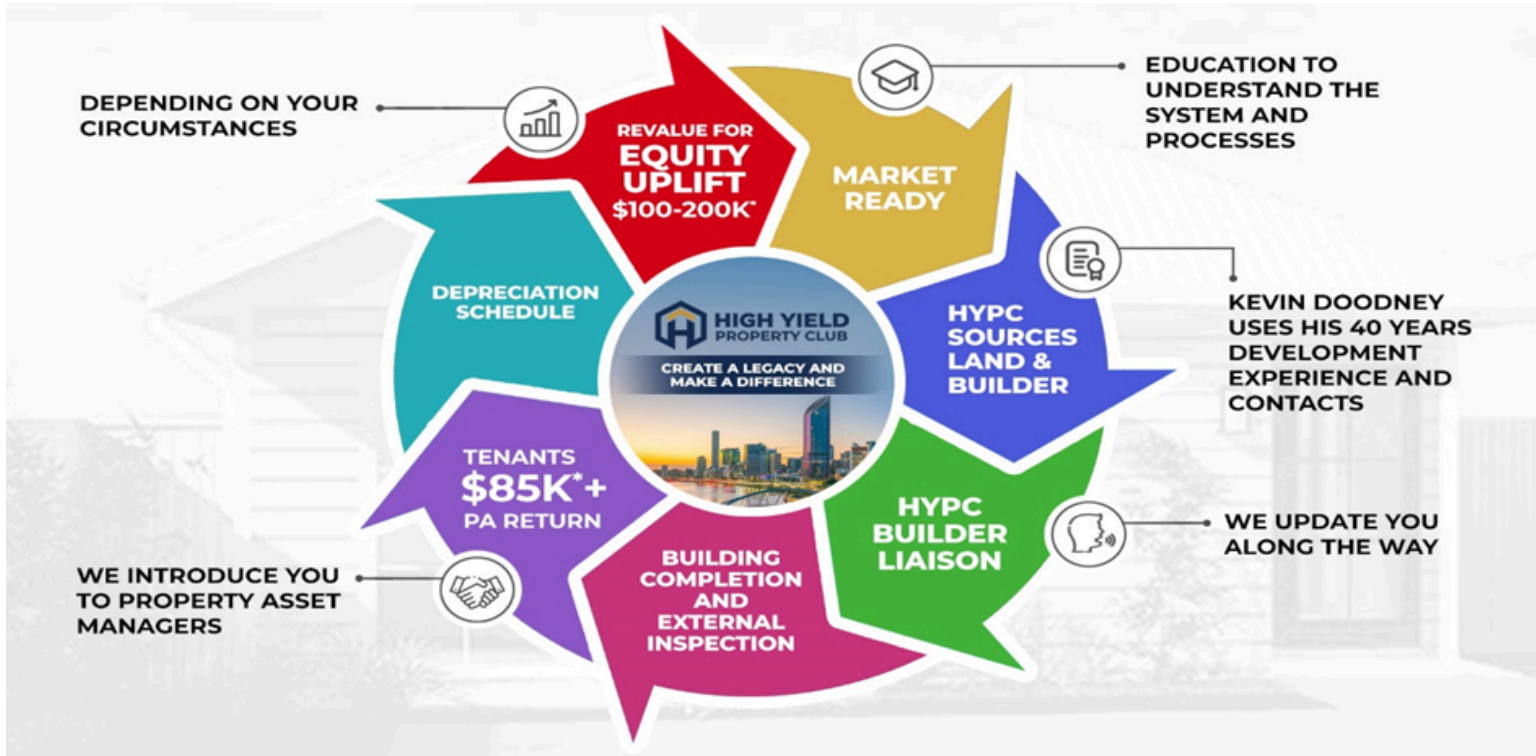 DEPENDING ON YOUR
CIRCUMSTANCES
REVALUE FOR
EQUITY
UPLIFT
$100-200K*
MARKET
READY
EDUCATION TO
UNDERSTAND THE
SYSTEM AND
PROCESSES
HYPC
SOURCES
LAND &
BUILDER
KEVIN DOODNEY
USES HIS 40 YEARS
DEVELOPMENT
EXPERIENCE AND
CONTACTS
HYPC
BUILDER
LIAISON
WE UPDATE YOU
ALONG THE WAY
BUILDING
COMPLETION
AND
EXTERNAL
INSPECTION
TENANTS
$85K*+
PA RETURN
WE INTRODUCE YOU
TO PROPERTY ASSET
MANAGERS
DEPRECIATION
SCHEDULE
HIGH YIELD
PROPERTY CLUB
CREATE A LEGACY AND
MAKE A DIFFERENCE